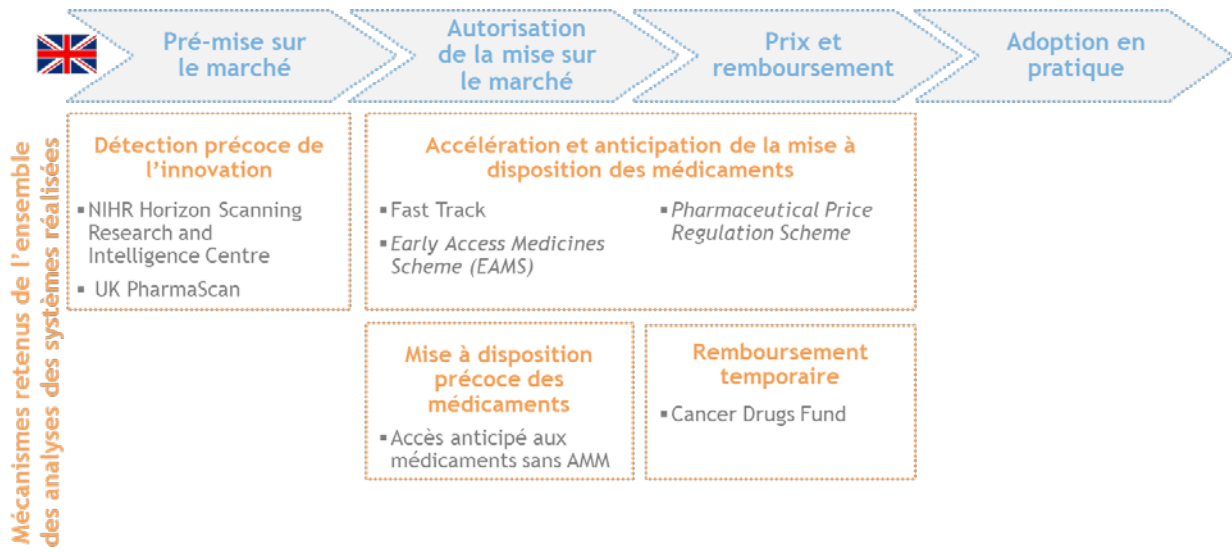 Pré-mise sur
le marché
Autorisation
de la mise sur
le marché
Prix et
remboursement
Adoption en
pratique
Mécanismes retenus de l'ensemble
des analyses des systèmes réalisées
Détection précoce de
l'innovation
▪NIHR Horizon Scanning
Research and
Intelligence Centre
▪ UK PharmaScan
Accélération et anticipation de la mise à
disposition des médicaments
▪Fast Track
▪Early Access Medicines
Scheme (EAMS)
▪Pharmaceutical Price
Regulation Scheme
Mise à disposition
précoce des
médicaments
▪Accès anticipé aux
médicaments sans AMM
Remboursement
temporaire
▪Cancer Drugs Fund